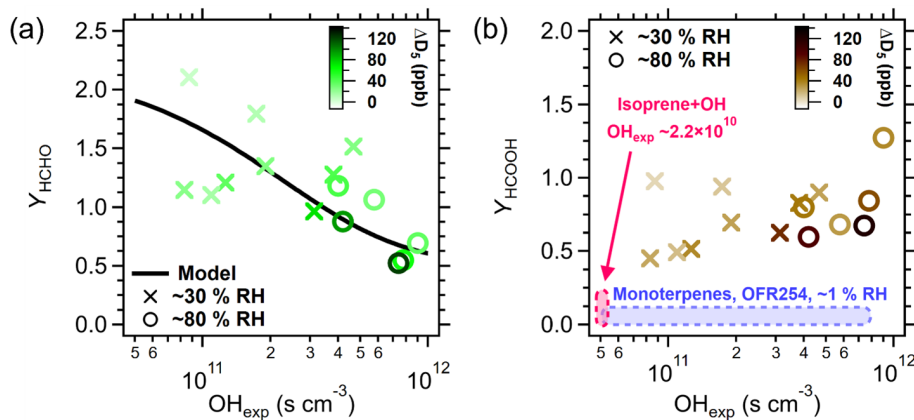 (a)
2.5
2.0
1.5
1.0
0.5
0.0
Y_HCHO
120
80
40
0
ΔD₅ (ppb)
Model
~30 % RH
~80 % RH
5 6
10¹¹
2 3 4 5 6
10¹²
OH_exp (s cm⁻³)
(b)
2.0
1.5
1.0
0.5
0.0
Y_HCOOH
~30 % RH
~80 % RH
120
80
40
0
ΔD₅ (ppb)
Isoprene+OH
OH_exp ~2.2×10¹⁰
Monoterpenes, OFR254, ~1 % RH
5 6
10¹¹
2 3 4 5 6
10¹²
OH_exp (s cm⁻³)